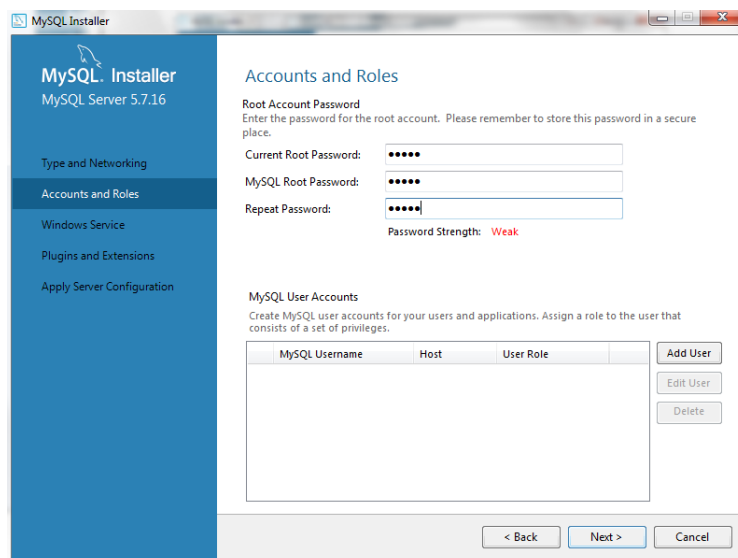 MySQL Installer
MySQL. Installer
MySQL Server 5.7.16
Type and Networking
Accounts and Roles
Windows Service
Plugins and Extensions
Apply Server Configuration
Accounts and Roles
Root Account Password
Enter the password for the root account. Please remember to store this password in a secure
place.
Current Root Password: •••••
MySQL Root Password: •••••
Repeat Password: •••••
Password Strength: Weak
MySQL User Accounts
Create MySQL user accounts for your users and applications. Assign a role to the user that
consists of a set of privileges.
MySQL Username Host User Role
Add User
Edit User
Delete
< Back Next > Cancel